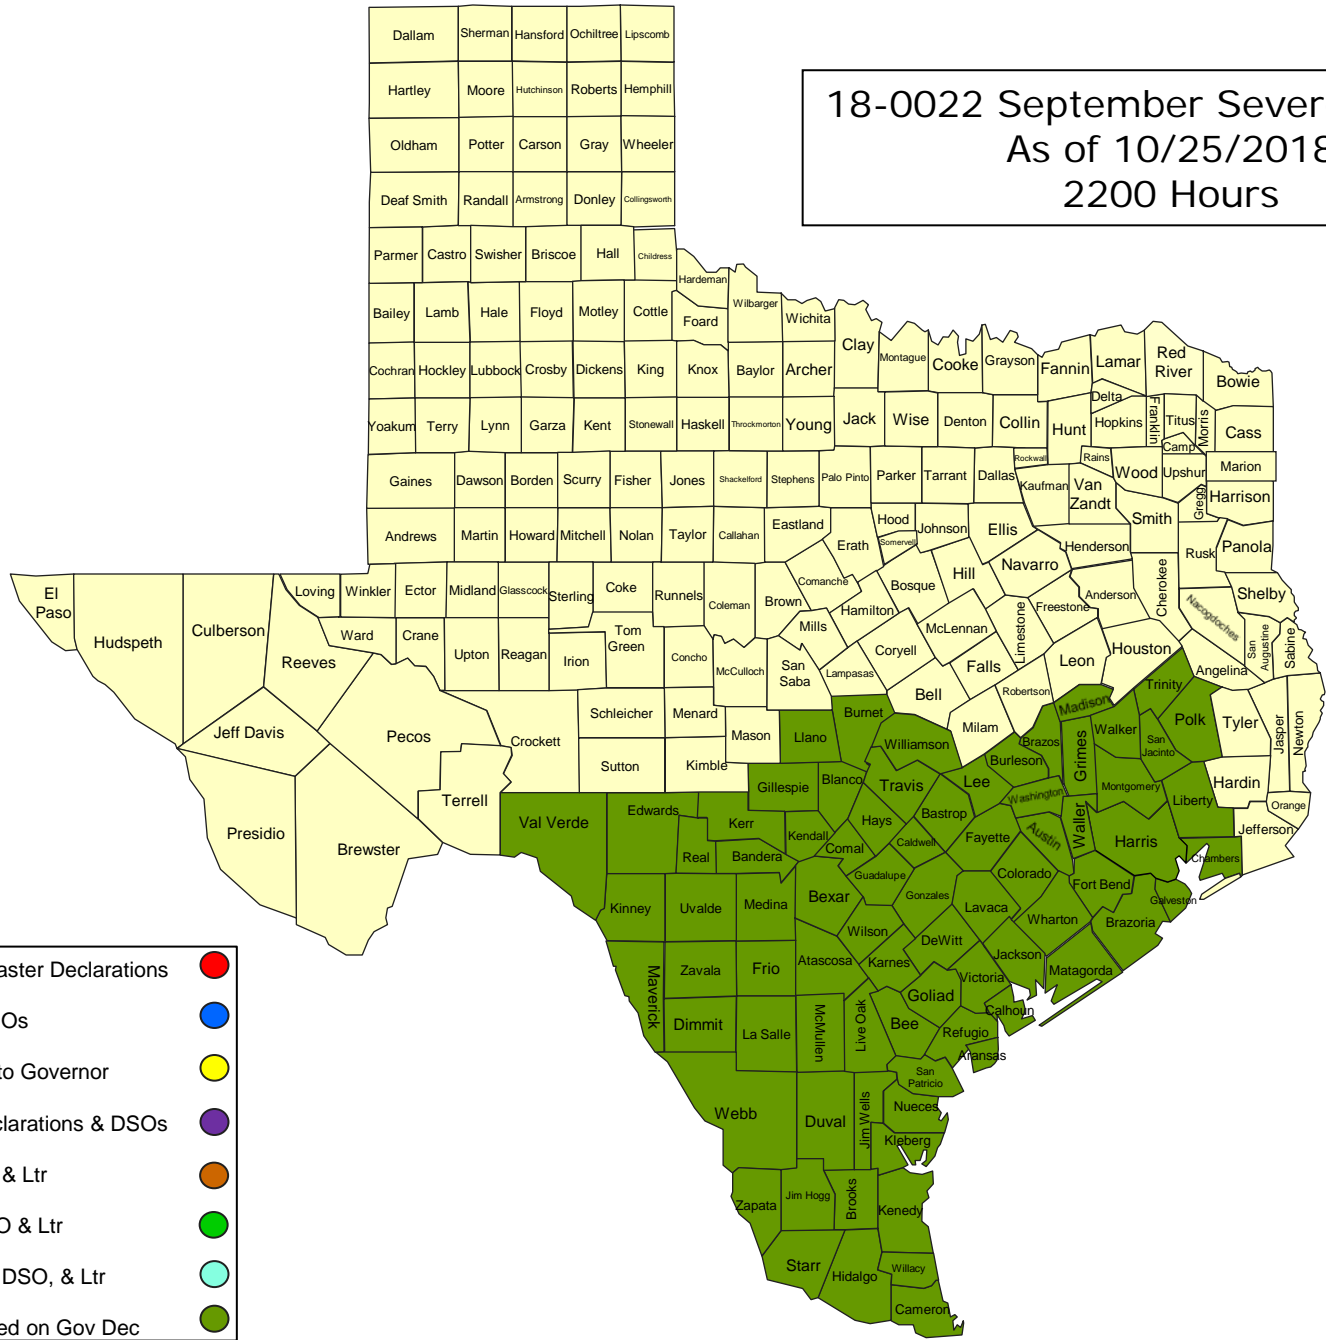 Dallam Sherman Hansford Ochiltree Lipscomb
Hartley Moore Hutchinson Roberts Hemphill
18-0022 September Sever
As of 10/25/2018
2200 Hours
Oldham Potter Carson Gray Wheeler
Deaf Smith Randall Armstrong Donley Collingsworth
Parmer Castro Swisher Briscoe Hall Childress
Hardeman
Bailey Lamb Hale Floyd Motley Cottle Foard Wilbarger Wichita
Clay Montague Cooke Grayson Fannin Lamar Red
River
Bowie
Cochran Hockley Lubbock Crosby Dickens King Knox Baylor Archer
Delta
Yoakum Terry Lynn Garza Kent Stonewall Haskell Throckmorton Young Jack Wise Denton Collin Hunt Hopkins Franklin Titus Morris Cass
Camp
Gaines Dawson Borden Scurry Fisher Jones Shackelford Stephens Palo Pinto Parker Tarrant Dallas Rockwall Kaufman Rains Van
Zandt
Wood Upshur Marion
Gregg Harrison
Andrews Martin Howard Mitchell Nolan Taylor Callahan Eastland Erath Hood Somervell Johnson Ellis Henderson Smith Rusk Panola
El
Paso
Hudspeth Culberson Loving Winkler Ector Midland Glasscock Sterling Coke Runnels Coleman Brown Comanche Hamilton Bosque Hill Navarro Freestone Anderson Cherokee Nacogdoches Shelby
Reeves Ward Crane Upton Reagan Irion Tom
Green
Concho McCulloch San
Saba
Mills Lampasas Coryell McLennan Limestone Falls Leon Houston Angelina San
Augustine
Sabine
Jeff Davis Pecos Crockett Schleicher Menard Mason Llano Burnet Bell Milam Robertson Madison Trinity Polk Tyler Jasper Newton
Sutton Kimble Gillespie Blanco Williamson Travis Lee Burleson Brazos Grimes Walker San
Jacinto
Montgomery Liberty Hardin Orange
Presidio Brewster Terrell Val Verde Edwards Kerr Kendall Hays Bastrop Washington Austin Waller Harris Jefferson
Real Bandera Comal Caldwell Fayette Colorado Fort Bend Chambers
Kinney Uvalde Medina Bexar Guadalupe Gonzales Lavaca Wharton Brazoria Galveston
Maverick Zavala Frio Atascosa Wilson Karnes DeWitt Jackson Matagorda
Dimmit La Salle McMullen Live Oak Bee Goliad Victoria Calhoun
Refugio
Aransas
San
Patricio
Webb Duval Jim Wells Nueces
Kleberg
Zapata Jim Hogg Brooks Kenedy
Starr Hidalgo Willacy
Cameron
aster Declarations
Os
to Governor
clarations & DSOs
& Ltr
O & Ltr
DSO, & Ltr
ed on Gov Dec